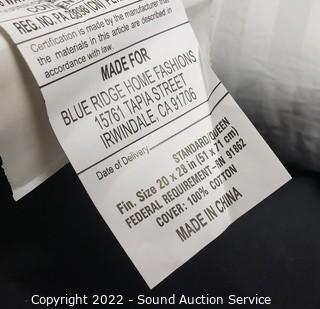 REG. NO. PA
Certification is made by the manufacturer that
the materials in this article are described
accordance with law.
MADE FOR
BLUE RIDGE HOME FASHIONS
15761 TAPIA STREET
IRWINDALE, CA 91706
Date of Delivery
STANDARD/QUEEN
Fin. Size 20 x 28 in (51 x 71 cm)
FEDERAL REQUIREMENT - RN 91862
COVER: 100% COTTON
MADE IN CHINA
Copyright 2022 - Sound Auction Service